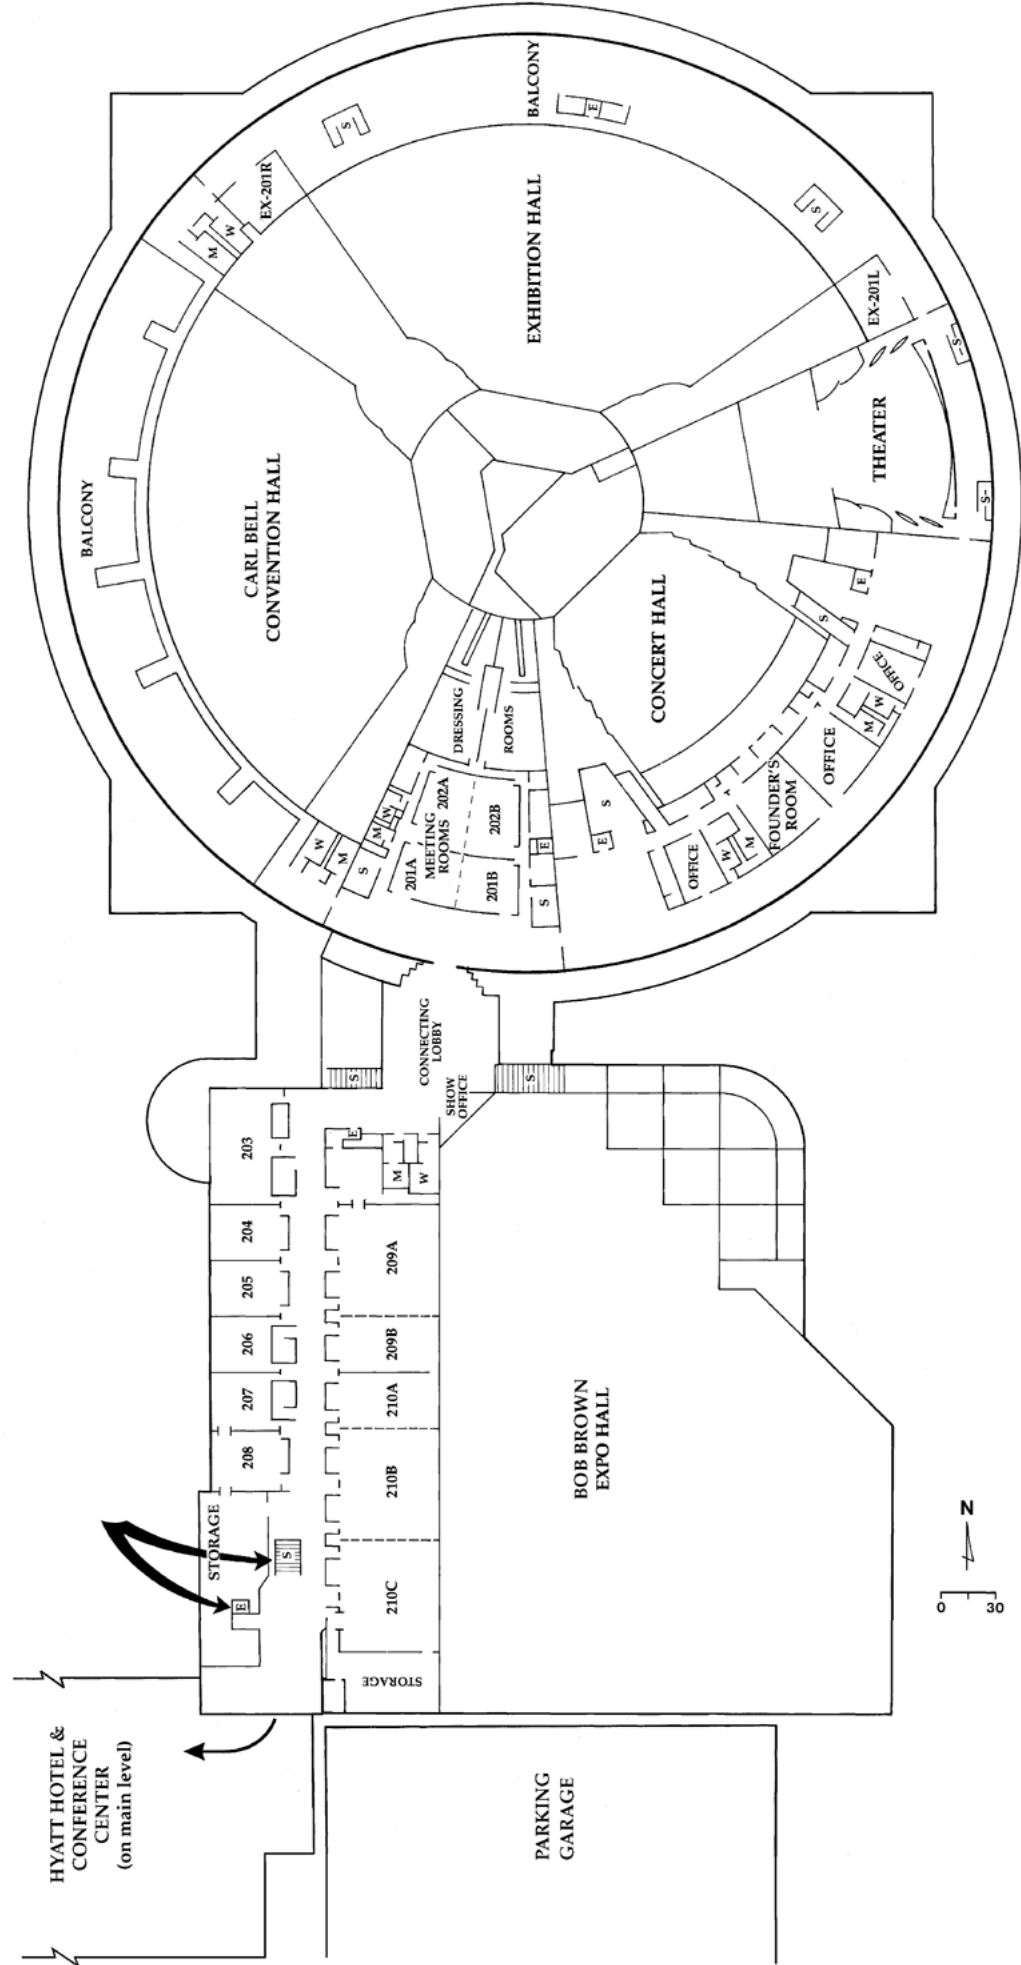 HYATT HOTEL &
CONFERENCE
CENTER
(on main level)
PARKING
GARAGE
STORAGE
E
S
STORAGE
208
207
206
205
204
203
210C
210B
210A
209B
209A
M
W
E
BOB BROWN
EXPO HALL
0
30
N
SHOW
OFFICE
CONNECTING
LOBBY
S
S
BALCONY
CARL BELL
CONVENTION HALL
W
M
S
M
W
201A
MEETING
ROOMS
202A
201B
202B
S
E
DRESSING
ROOMS
CONCERT HALL
S
E
OFFICE
W
M
FOUNDER'S
ROOM
OFFICE
M
W
OFFICE
S
E
THEATER
S
S
EX-201L
EXHIBITION HALL
S
BALCONY
E
S
EX-201R
M
W